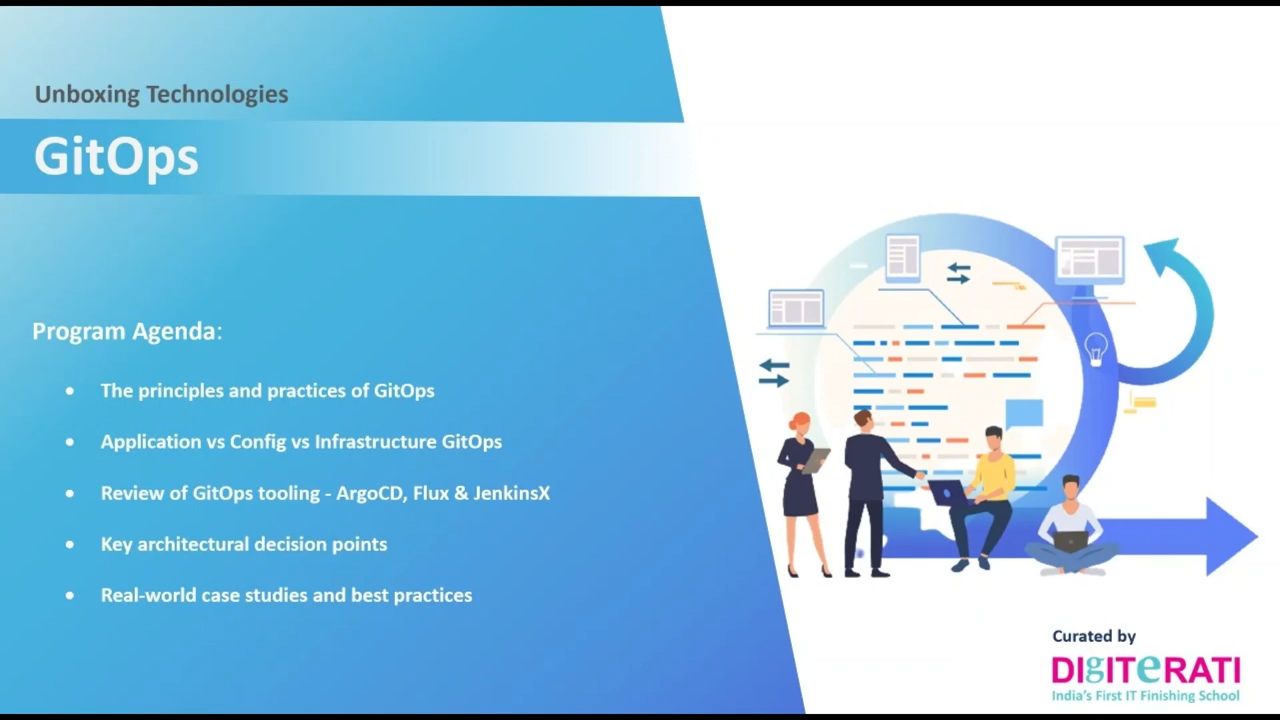 Unboxing Technologies
GitOps
Program Agenda:
• The principles and practices of GitOps
• Application vs Config vs Infrastructure GitOps
• Review of GitOps tooling - ArgoCD, Flux & JenkinsX
• Key architectural decision points
• Real-world case studies and best practices
Curated by
DIgITeRATI
India's First IT Finishing School